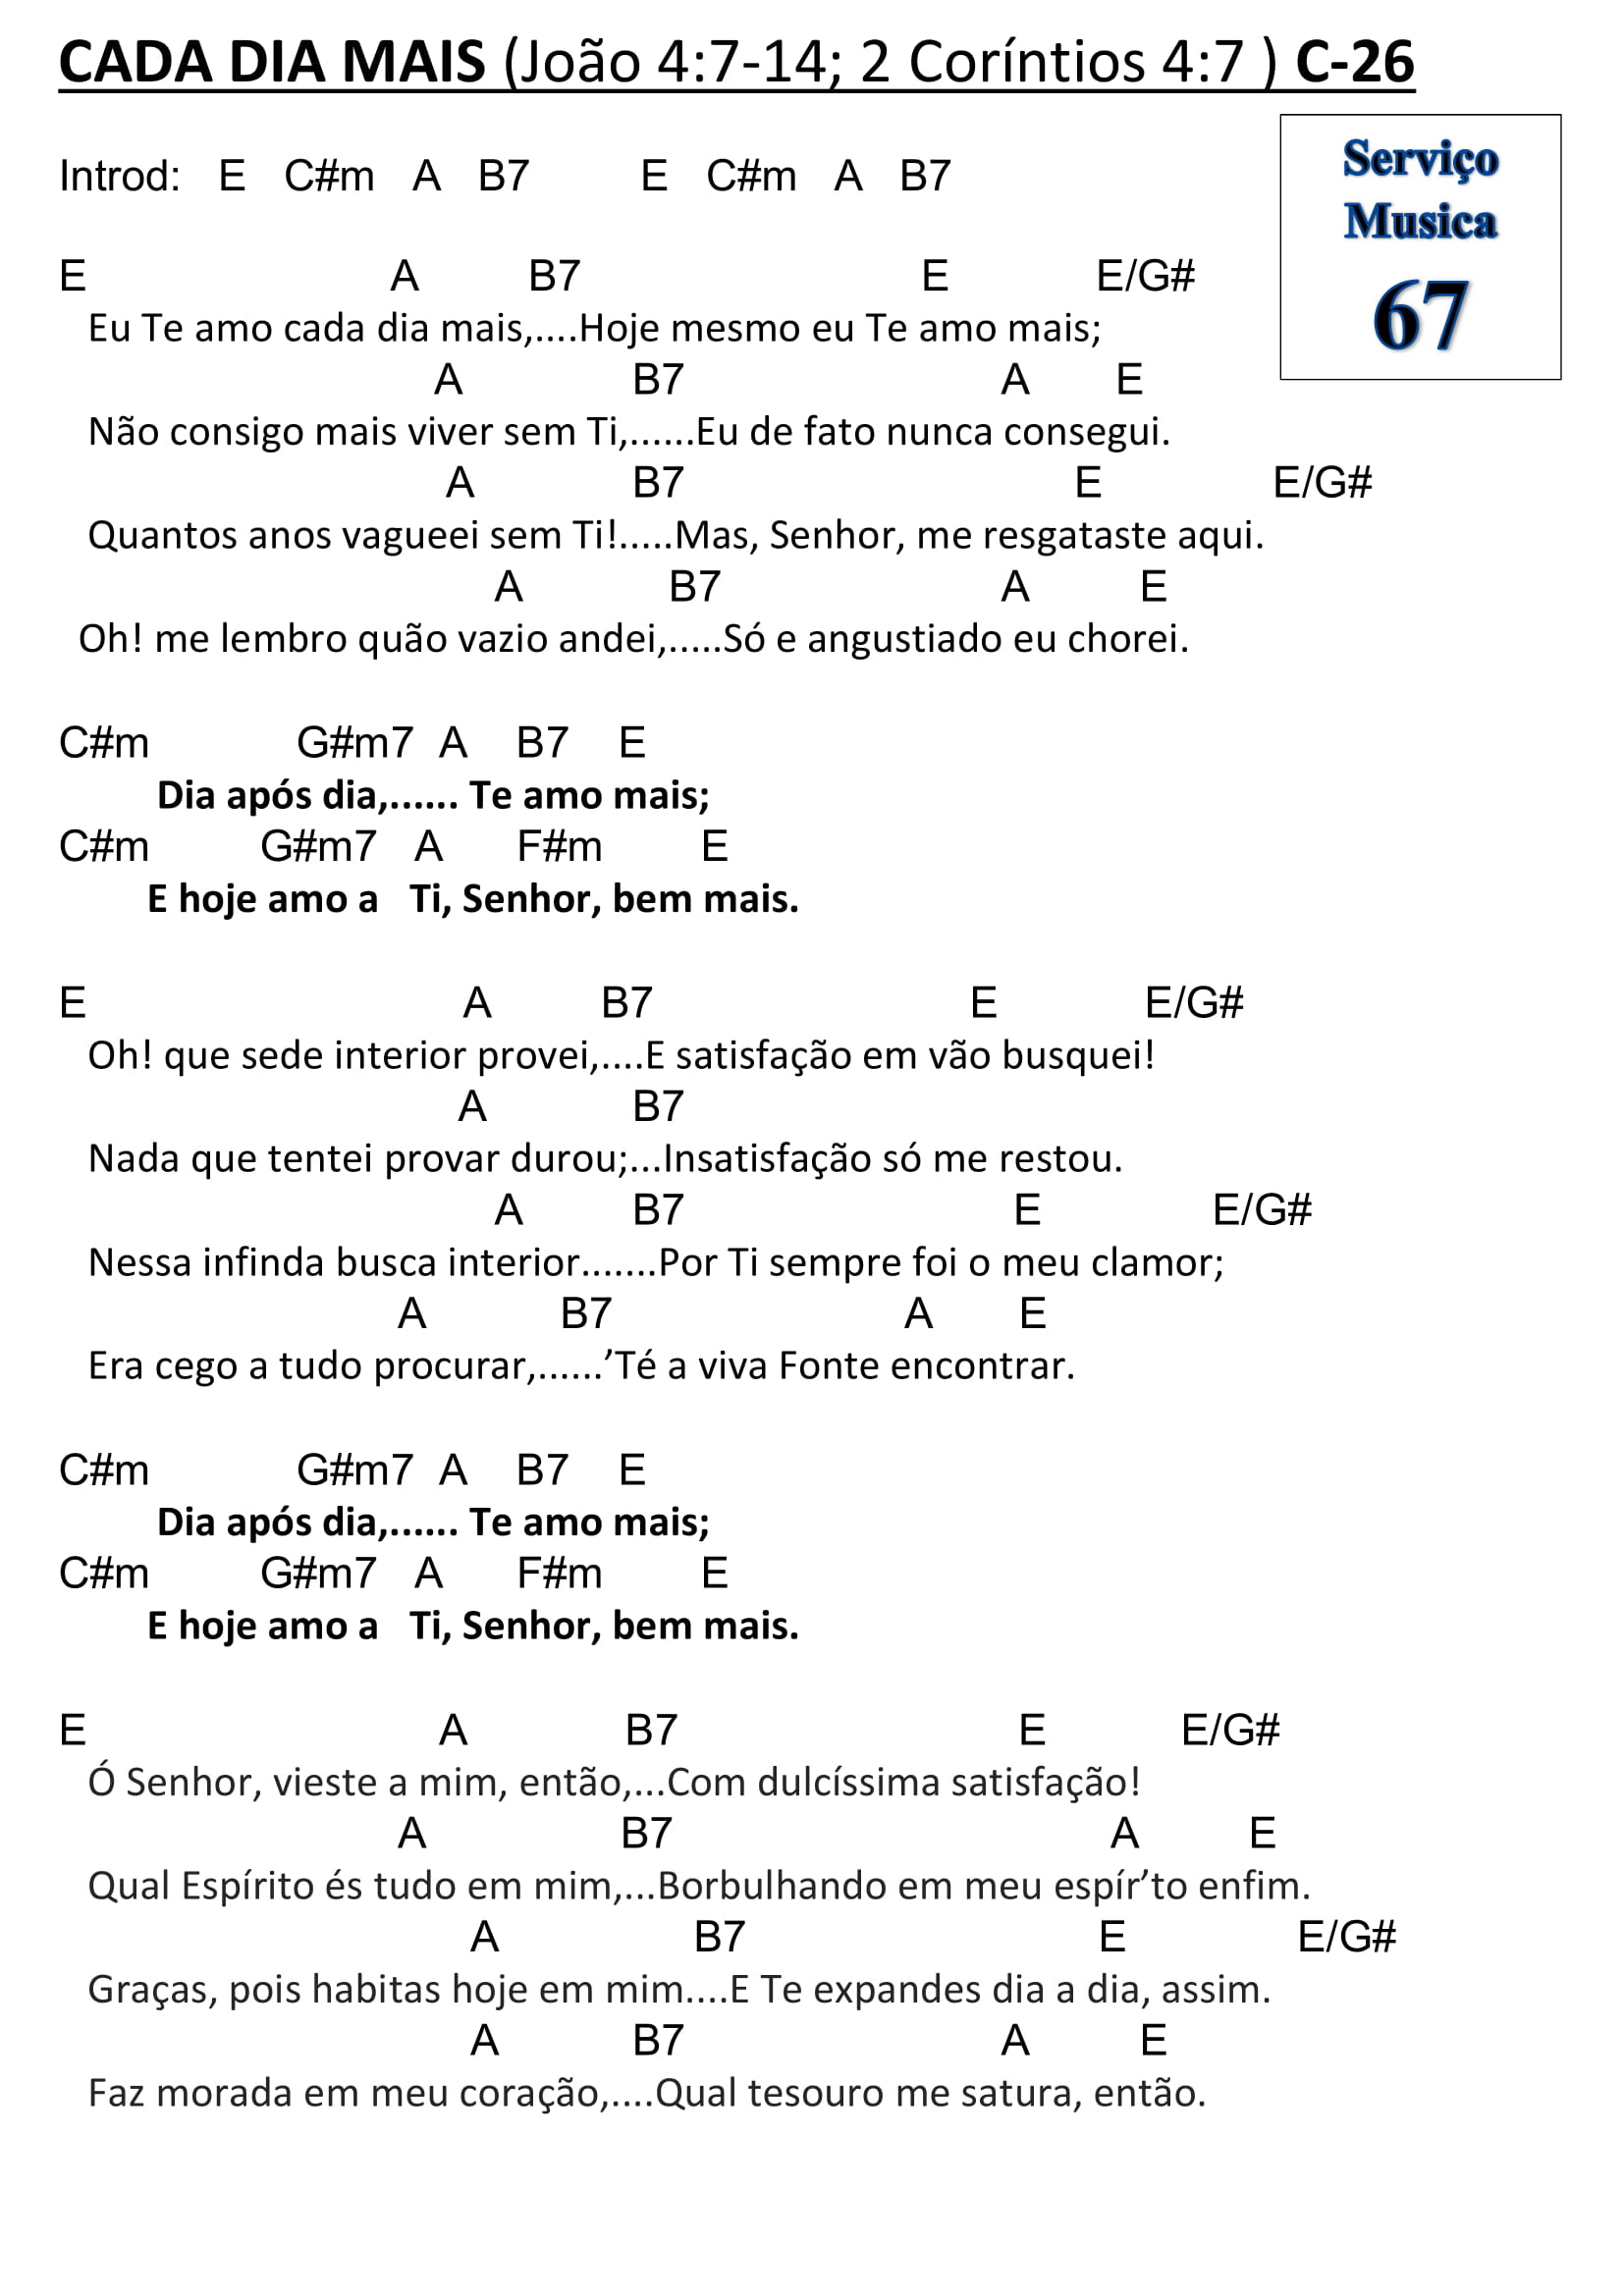 CADA DIA MAIS (João 4:7-14; 2 Coríntios 4:7 ) C-26
Serviço
Musica
67
Introd: E C#m A B7 E C#m A B7
E A B7 E E/G#
Eu Te amo cada dia mais,....Hoje mesmo eu Te amo mais;
A B7 A E
Não consigo mais viver sem Ti,......Eu de fato nunca consegui.
A B7 E E/G#
Quantos anos vagueei sem Ti!.....Mas, Senhor, me resgataste aqui.
A B7 A E
Oh! me lembro quão vazio andei,.....Só e angustiado eu chorei.
C#m G#m7 A B7 E
Dia após dia,...... Te amo mais;
C#m G#m7 A F#m E
E hoje amo a Ti, Senhor, bem mais.
E A B7 E E/G#
Oh! que sede interior provei,....E satisfação em vão busquei!
A B7
Nada que tentei provar durou;...Insatisfação só me restou.
A B7 E E/G#
Nessa infinda busca interior.......Por Ti sempre foi o meu clamor;
A B7 A E
Era cego a tudo procurar,......’Té a viva Fonte encontrar.
C#m G#m7 A B7 E
Dia após dia,...... Te amo mais;
C#m G#m7 A F#m E
E hoje amo a Ti, Senhor, bem mais.
E A B7 E E/G#
Ó Senhor, vieste a mim, então,...Com dulcíssima satisfação!
A B7 A E
Qual Espírito és tudo em mim,...Borbulhando em meu espír’to enfim.
A B7 E E/G#
Graças, pois habitas hoje em mim....E Te expandes dia a dia, assim.
A B7 A E
Faz morada em meu coração,....Qual tesouro me satura, então.